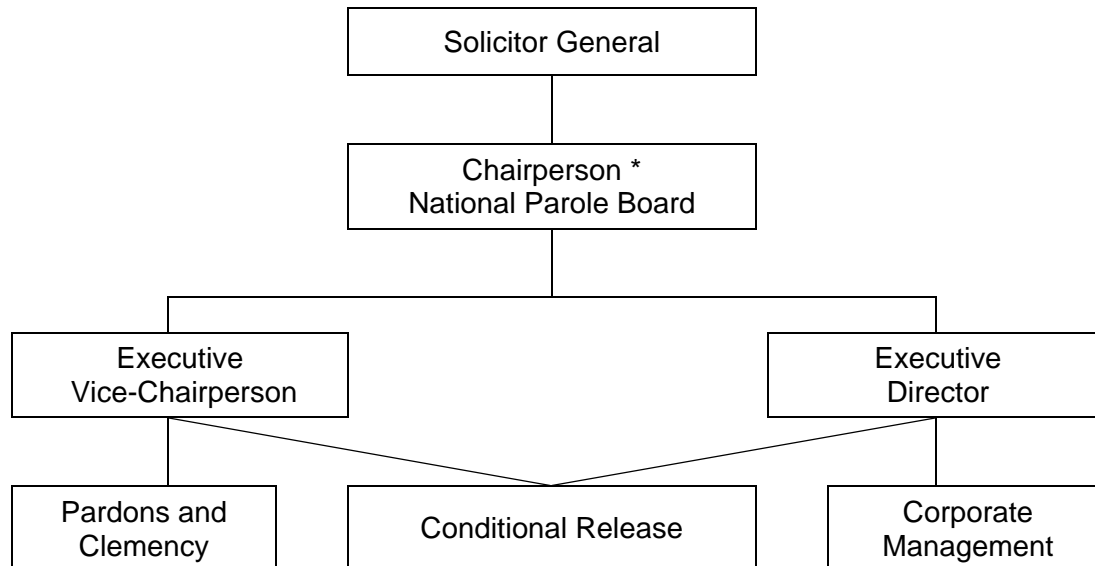 Solicitor General
Chairperson *
National Parole Board
Executive
Vice-Chairperson
Executive
Director
Pardons and
Clemency
Conditional Release
Corporate
Management